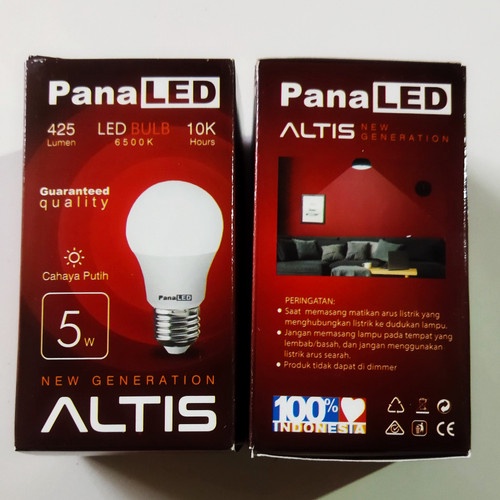 PanaLED
425 LED BULB 10K
Lumen 6500K Hours
Guaranteed
quality
Cahaya Putih
PanaLED
5 W
NEW GENERATION
ALTIS
PanaLED
ALTIS NEW
GENERATION
PERINGATAN:
• Saat memasang matikan arus listrik yang
menghubungkan listrik ke dudukan lampu.
• Jangan memasang lampu pada tempat yang
lembab/basah, dan jangan menggunakan
listrik arus searah.
• Produk tidak dapat di dimmer
100%
INDONESIA
CE